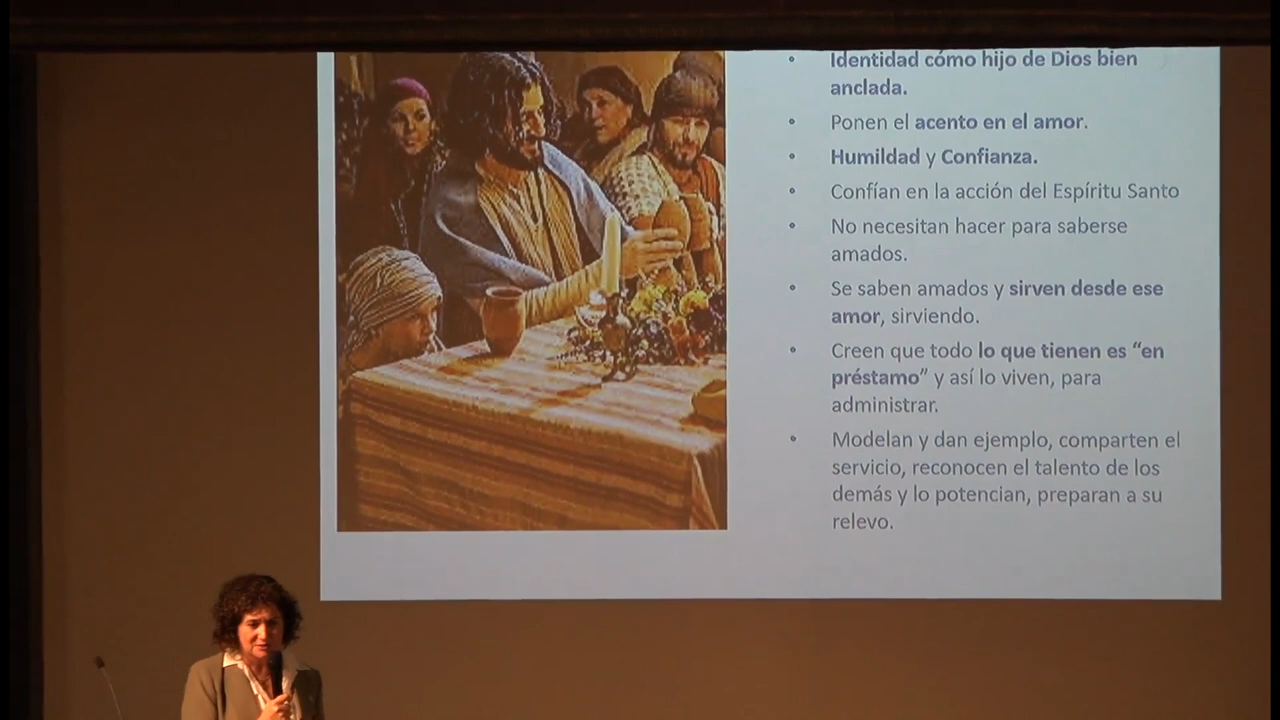 Identidad cómo hijo de Dios bien
anclada.
Ponen el acento en el amor.
Humildad y Confianza.
Confían en la acción del Espíritu Santo
No necesitan hacer para saberse
amados.
Se saben amados y sirven desde ese
amor, sirviendo.
Creen que todo lo que tienen es “en
préstamo” y así lo viven, para
administrar.
Modelan y dan ejemplo, comparten el
servicio, reconocen el talento de los
demás y lo potencian, preparan a su
relevo.